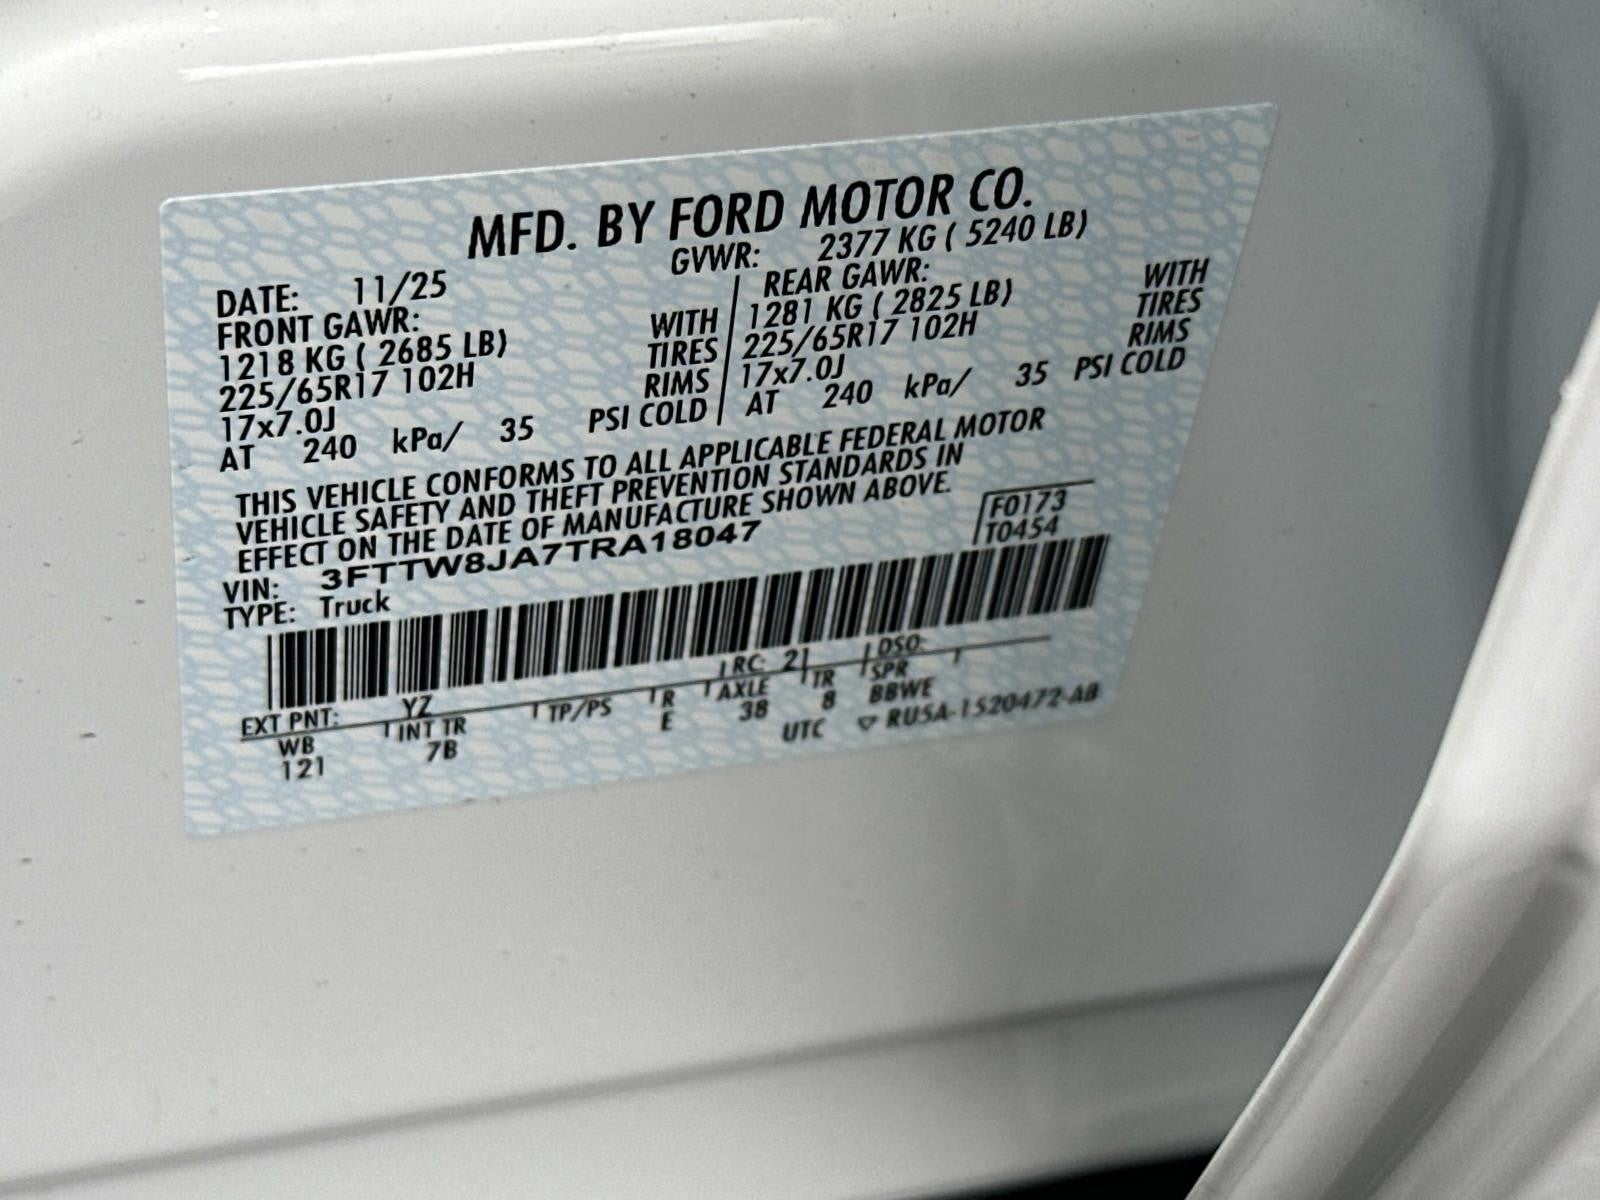 MFD. BY FORD MOTOR CO.
DATE: 11/25 GVWR: 2377 KG ( 5240 LB)
FRONT GAWR: REAR GAWR:
1218 KG ( 2685 LB) WITH 1281 KG ( 2825 LB) WITH
225/65R17 102H TIRES 225/65R17 102H TIRES
17x7.0J RIMS 17x7.0J RIMS
AT 240 kPa/ 35 PSI COLD AT 240 kPa/ 35 PSI COLD
THIS VEHICLE CONFORMS TO ALL APPLICABLE FEDERAL MOTOR
VEHICLE SAFETY AND THEFT PREVENTION STANDARDS IN
EFFECT ON THE DATE OF MANUFACTURE SHOWN ABOVE.
F0173
VIN: 3FTTW8JA7TRA18047 T0454
TYPE: Truck
EXT PNT: YZ RC: 21 DSO:
WB INT TR TP/PS R AXLE TR SPR
121 7B E 38 8 BBWE
UTC ▽ RU5A-1520472-AB